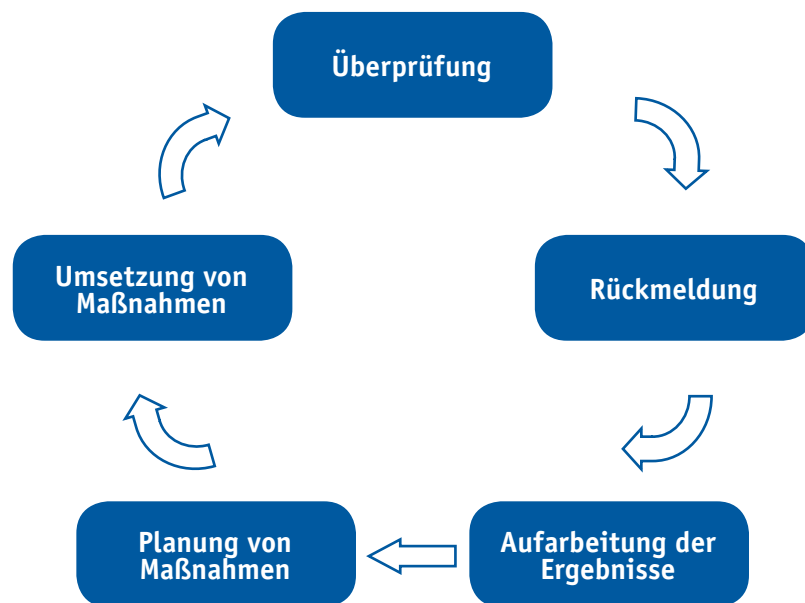 Überprüfung
Rückmeldung
Aufarbeitung der
Ergebnisse
Planung von
Maßnahmen
Umsetzung von
Maßnahmen